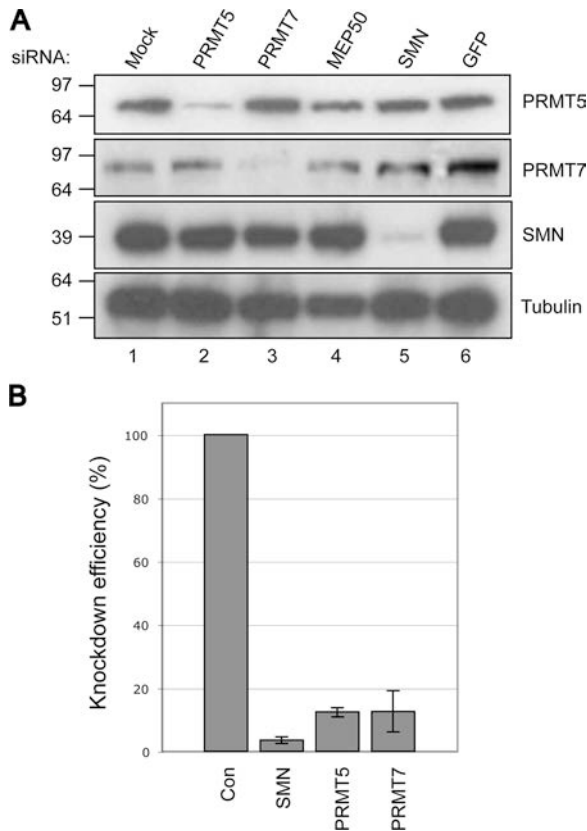 A
siRNA: Mock PRMT5 PRMT7 MEP50 SMN GFP
97
64
PRMT5
97
64
PRMT7
39
SMN
64
51
Tubulin
1 2 3 4 5 6
B
Knockdown efficiency (%)
100
80
60
40
20
0
Con SMN PRMT5 PRMT7